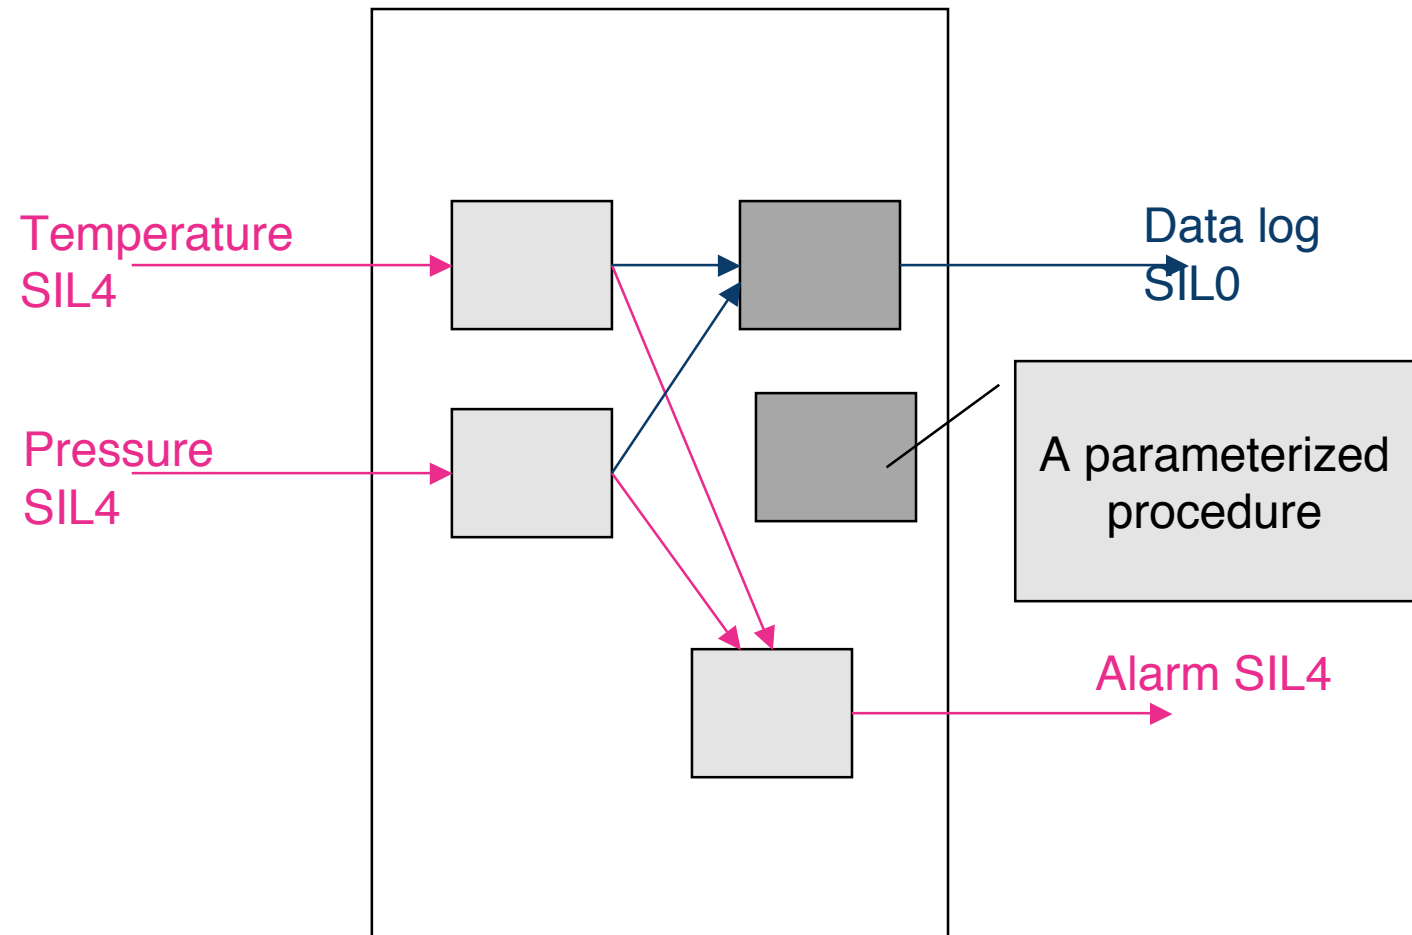 Temperature
SIL4
Data log
SIL0
Pressure
SIL4
A parameterized
procedure
Alarm SIL4